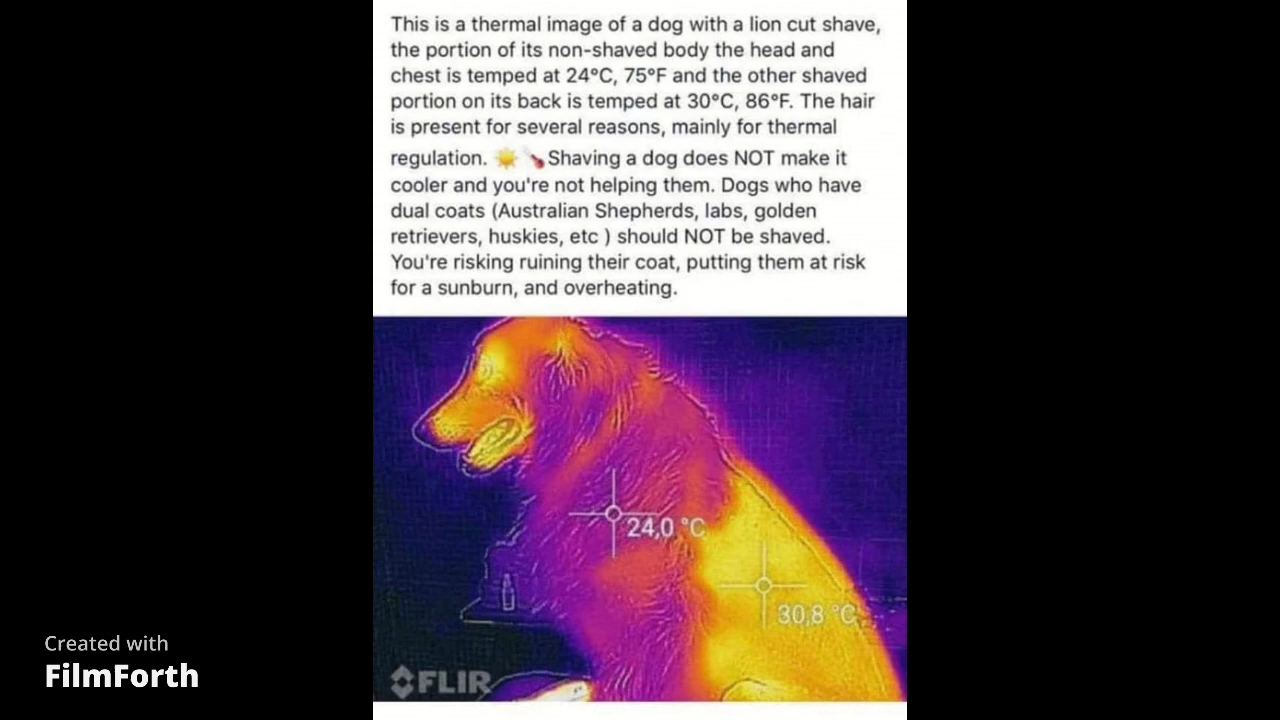 This is a thermal image of a dog with a lion cut shave,
the portion of its non-shaved body the head and
chest is temped at 24°C, 75°F and the other shaved
portion on its back is temped at 30°C, 86°F. The hair
is present for several reasons, mainly for thermal
regulation. ☀️🌡️Shaving a dog does NOT make it
cooler and you're not helping them. Dogs who have
dual coats (Australian Shepherds, labs, golden
retrievers, huskies, etc ) should NOT be shaved.
You're risking ruining their coat, putting them at risk
for a sunburn, and overheating.
24,0 °C
30,8 °C
Created with
FilmForth
FLIR